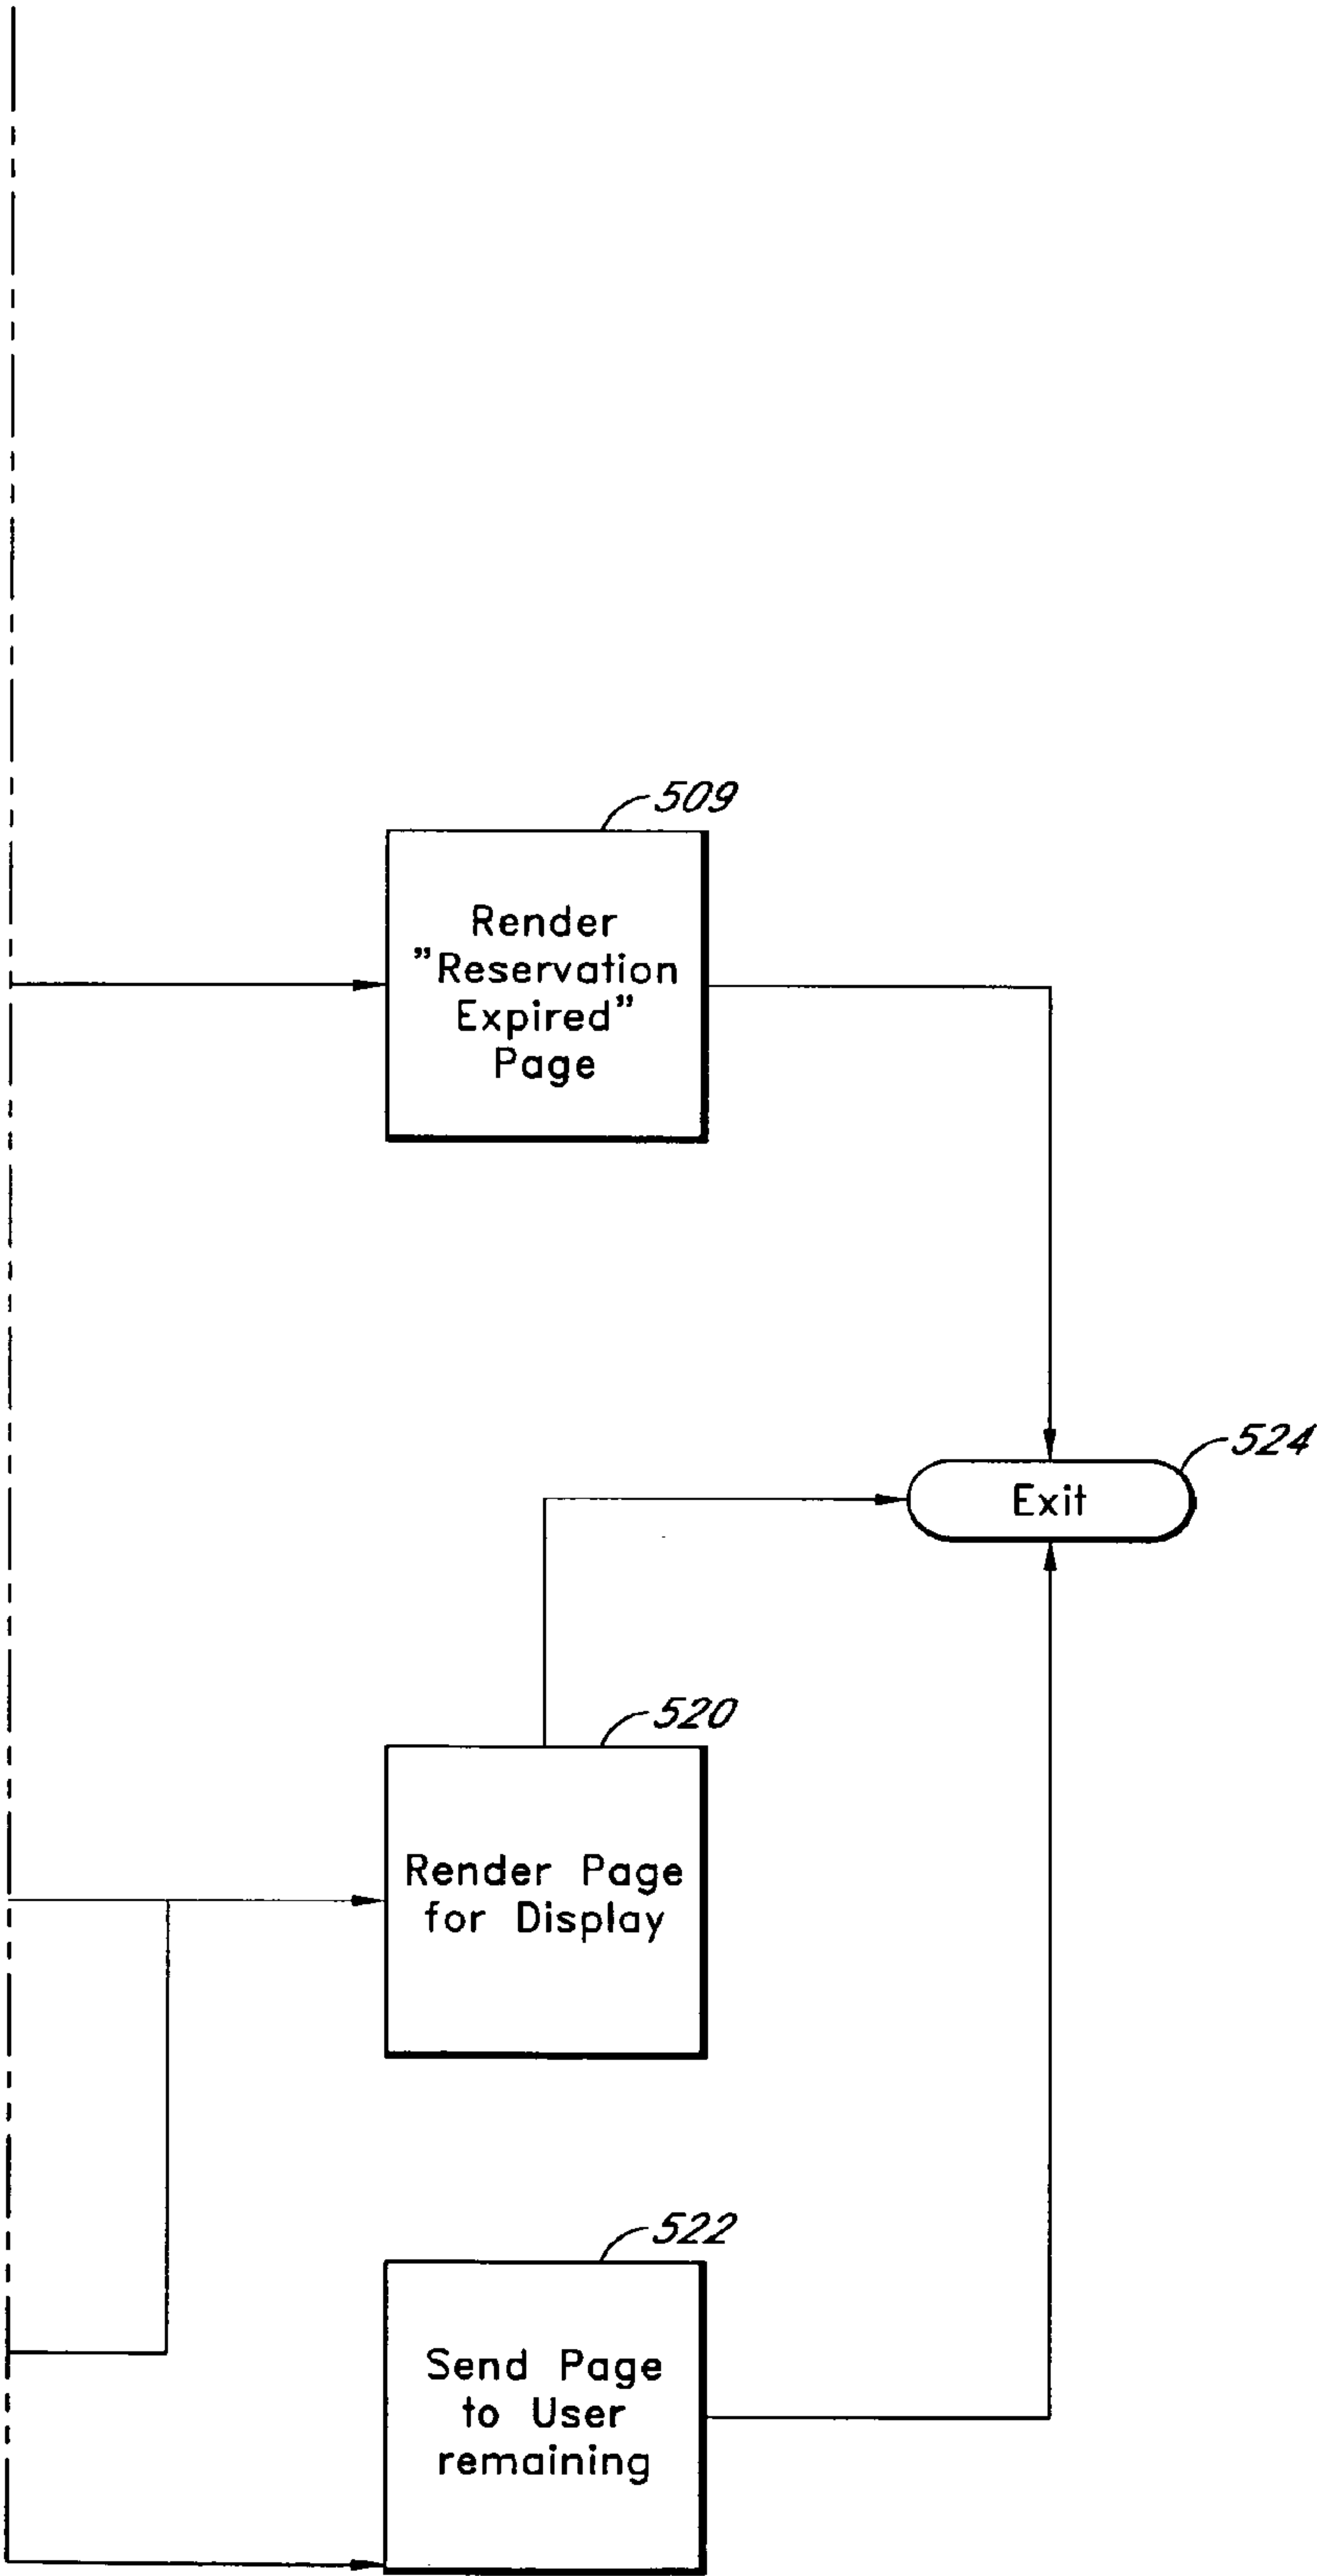 509
Render
"Reservation
Expired"
Page
524
Exit
520
Render Page
for Display
522
Send Page
to User
remaining